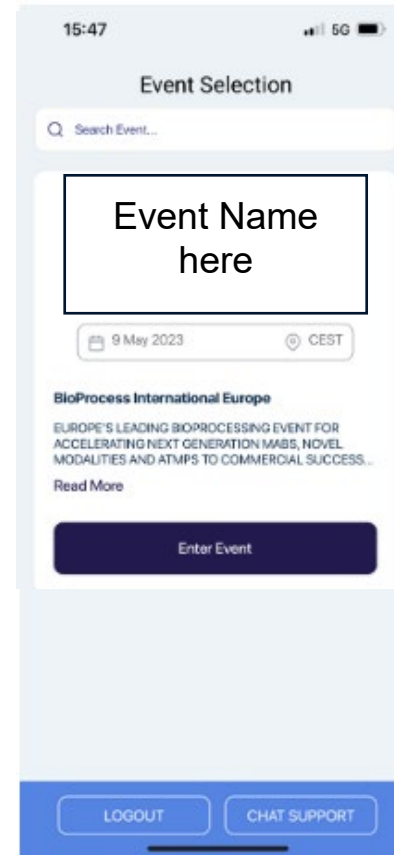 15:47 5G
Event Selection
Search Event...
Event Name
here
9 May 2023 CEST
BioProcess International Europe
EUROPE'S LEADING BIOPROCESSING EVENT FOR
ACCELERATING NEXT GENERATION MABS, NOVEL
MODALITIES AND ATMPS TO COMMERCIAL SUCCESS...
Read More
Enter Event
LOGOUT CHAT SUPPORT